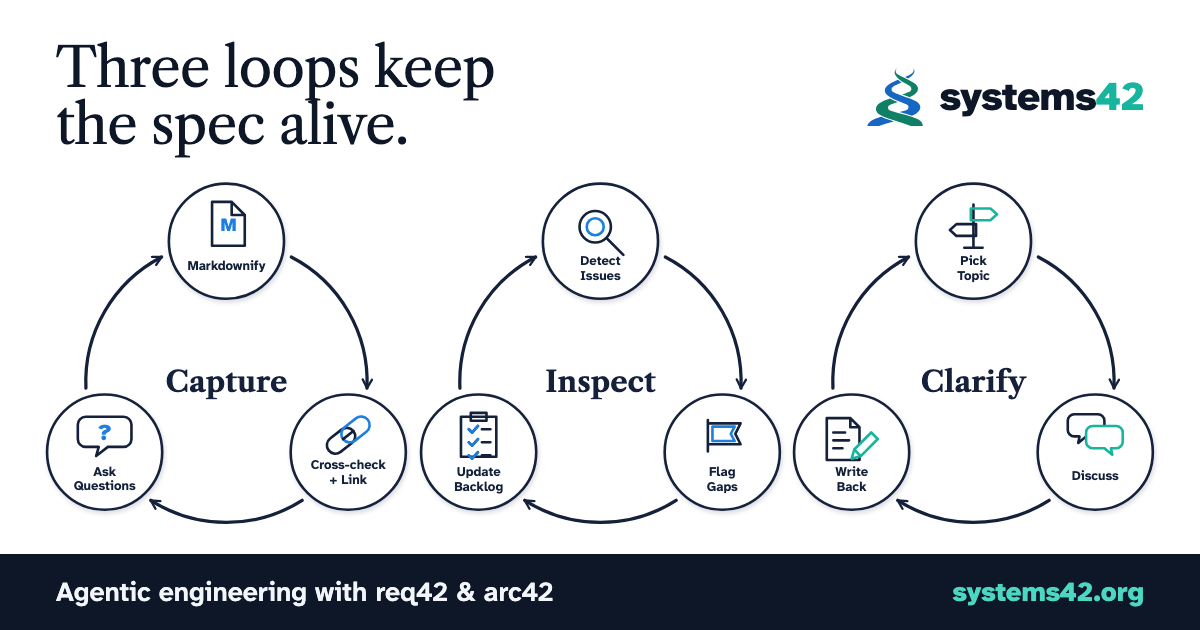 Three loops keep
the spec alive.
systems42
M
Markdownify
Capture
?
Ask
Questions
Cross-check
+ Link
Detect
Issues
Inspect
Update
Backlog
Flag
Gaps
Pick
Topic
Clarify
Write
Back
Discuss
Agentic engineering with req42 & arc42
systems42.org